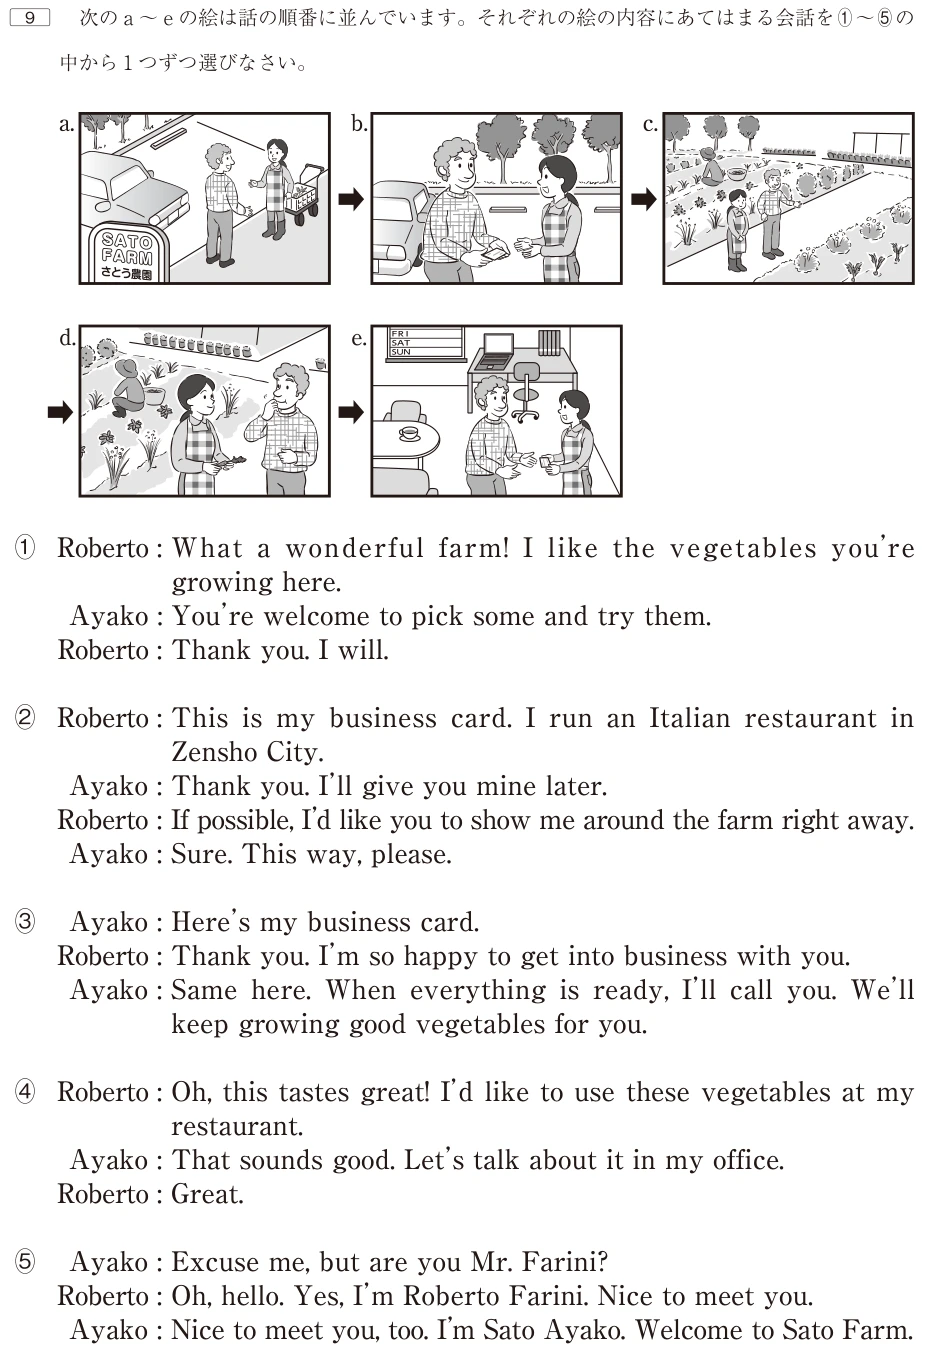 9 次のａ～ｅの絵は話の順番に並んでいます。それぞれの絵の内容にあてはまる会話を①～⑤の
中から１つずつ選びなさい。
a.
SATO
FARM
さとう農園
b.
c.
d.
e.
FRI
SAT
SUN
① Roberto : What a wonderful farm! I like the vegetables you're
growing here.
Ayako : You're welcome to pick some and try them.
Roberto : Thank you. I will.
② Roberto : This is my business card. I run an Italian restaurant in
Zensho City.
Ayako : Thank you. I'll give you mine later.
Roberto : If possible, I'd like you to show me around the farm right away.
Ayako : Sure. This way, please.
③ Ayako : Here's my business card.
Roberto : Thank you. I'm so happy to get into business with you.
Ayako : Same here. When everything is ready, I'll call you. We'll
keep growing good vegetables for you.
④ Roberto : Oh, this tastes great! I'd like to use these vegetables at my
restaurant.
Ayako : That sounds good. Let's talk about it in my office.
Roberto : Great.
⑤ Ayako : Excuse me, but are you Mr. Farini?
Roberto : Oh, hello. Yes, I'm Roberto Farini. Nice to meet you.
Ayako : Nice to meet you, too. I'm Sato Ayako. Welcome to Sato Farm.